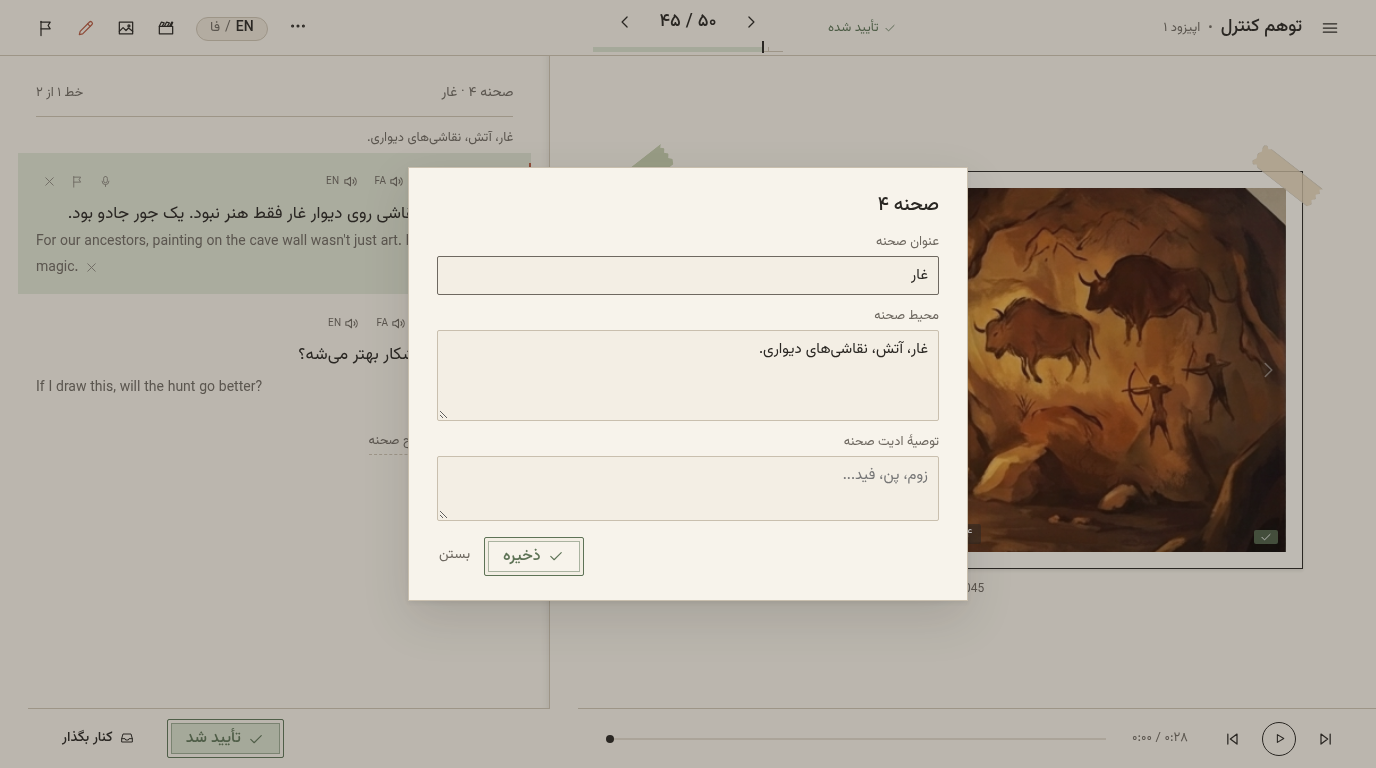 توهم کنترل • اپیزود ۱
تأیید شده
۴۵ / ۵۰
فا / EN
صحنه ۴ · غار
خط ۱ از ۲
غار، آتش، نقاشی‌های دیواری.
FA
EN
روی دیوار غار فقط هنر نبود. یک جور جادو بود.
For our ancestors, painting on the cave wall wasn't just art.
magic.
FA
EN
بهتر می‌شه؟
If I draw this, will the hunt go better?
صحنه
صحنه ۴
عنوان صحنه
غار
محیط صحنه
غار، آتش، نقاشی‌های دیواری.
توصیهٔ ادیت صحنه
زوم، پن، فید...
ذخیره
بستن
045
۰:۰۰ / ۰:۲۸
تأیید شد
کنار بگذار